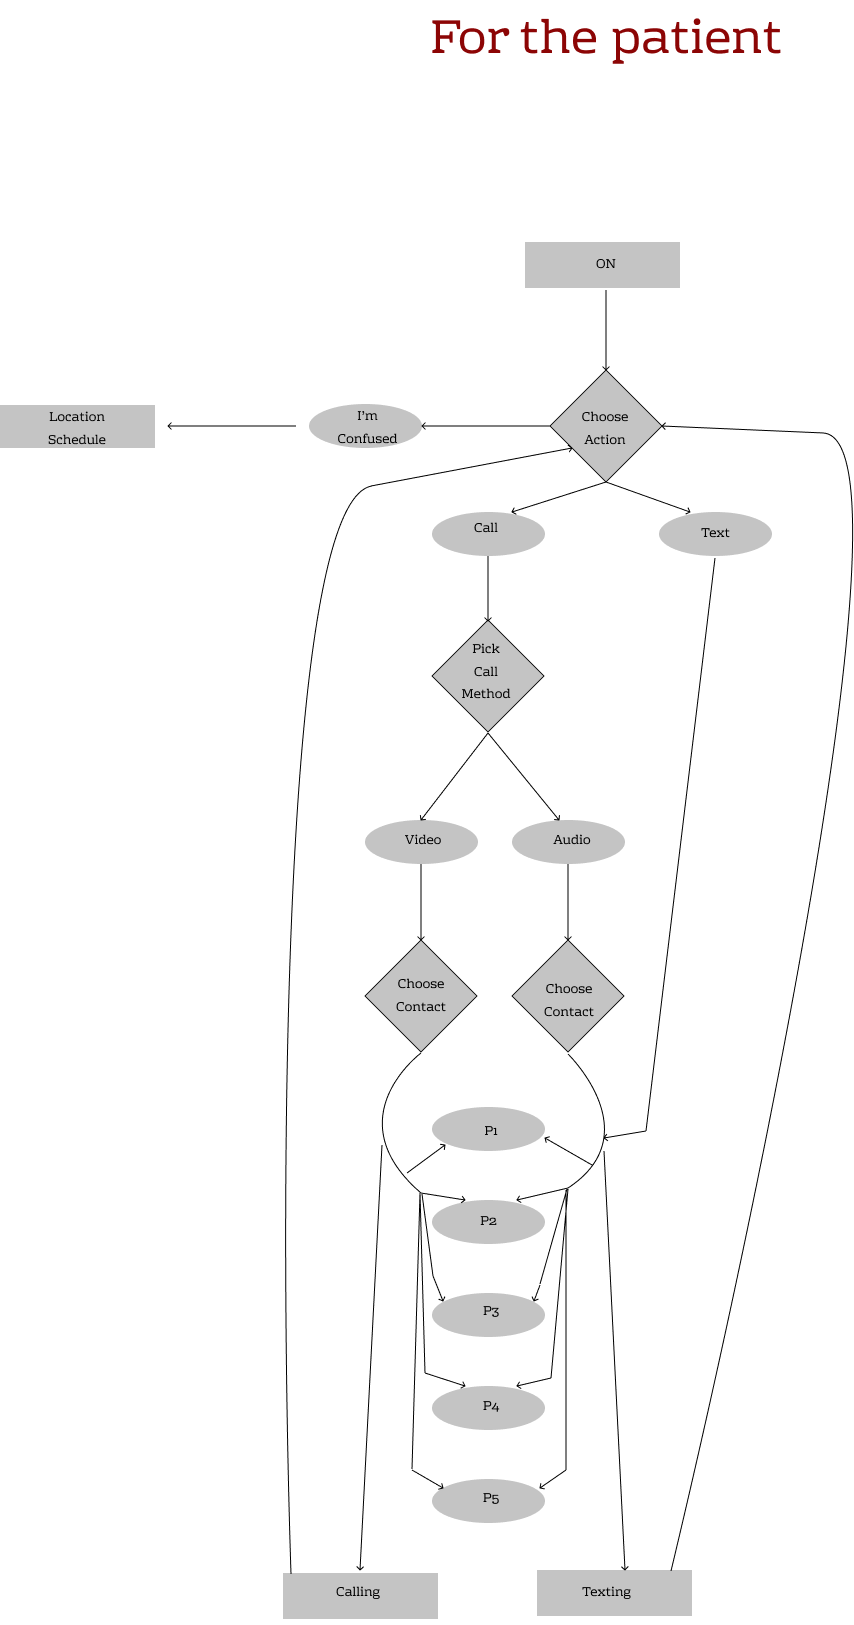 For the patient
ON
Location
Schedule
I'm
Confused
Choose
Action
Call
Text
Pick
Call
Method
Video
Audio
Choose
Contact
Choose
Contact
P1
P2
P3
P4
P5
Calling
Texting